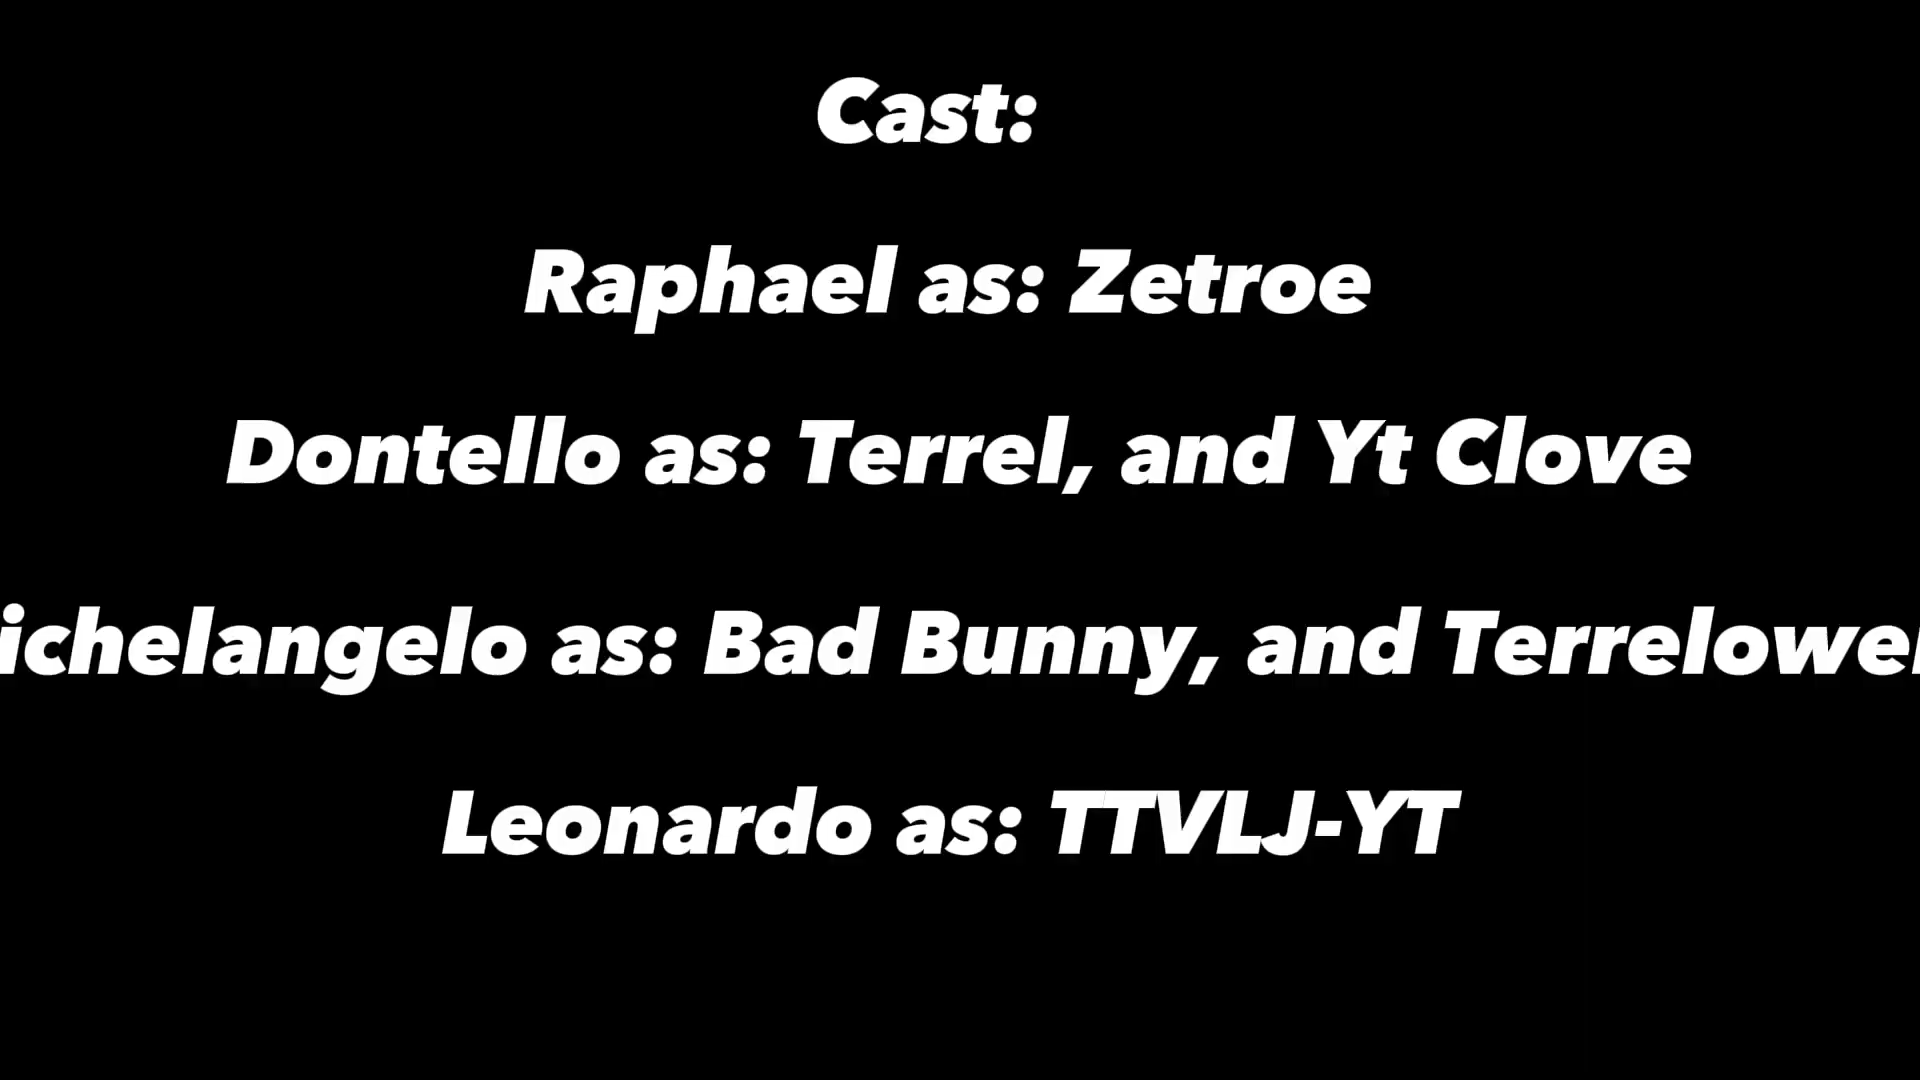 Cast:
Raphael as: Zetroe
Dontello as: Terrel, and Yt Clove
ichelangelo as: Bad Bunny, and
Leonardo as: TTVLJ-YT